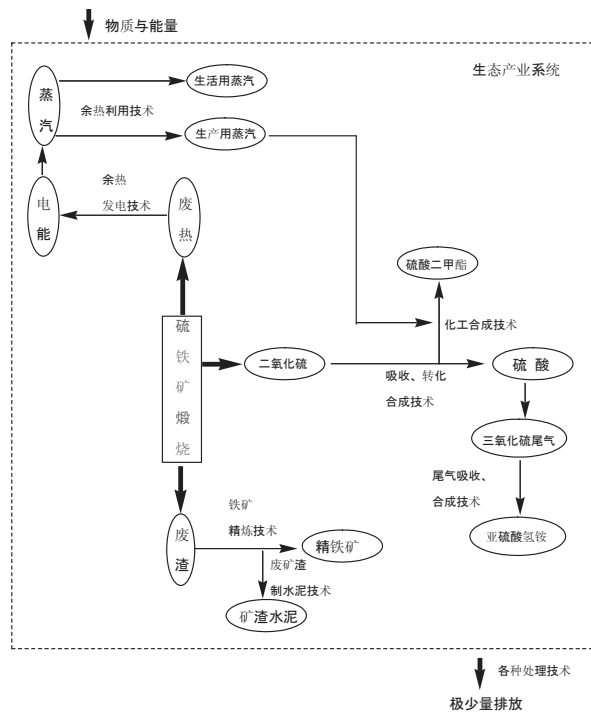 物质与能量
生态产业系统
蒸
汽
生活用蒸汽
余热利用技术
生产用蒸汽
电
能
余热
发电技术
废
热
硫酸二甲酯
化工合成技术
硫
铁
矿
煅
烧
二氧化硫
吸收、转化
合成技术
硫 酸
三氧化硫尾气
尾气吸收、
合成技术
亚硫酸氢铵
废
渣
铁矿
精炼技术
精铁矿
废矿渣
制水泥技术
矿渣水泥
各种处理技术
极少量排放